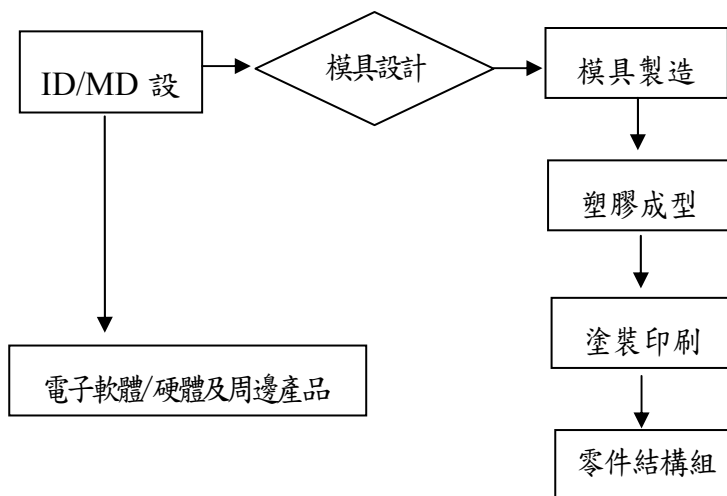 ID/MD 設
模具設計
模具製造
塑膠成型
塗裝印刷
電子軟體/硬體及周邊產品
零件結構組